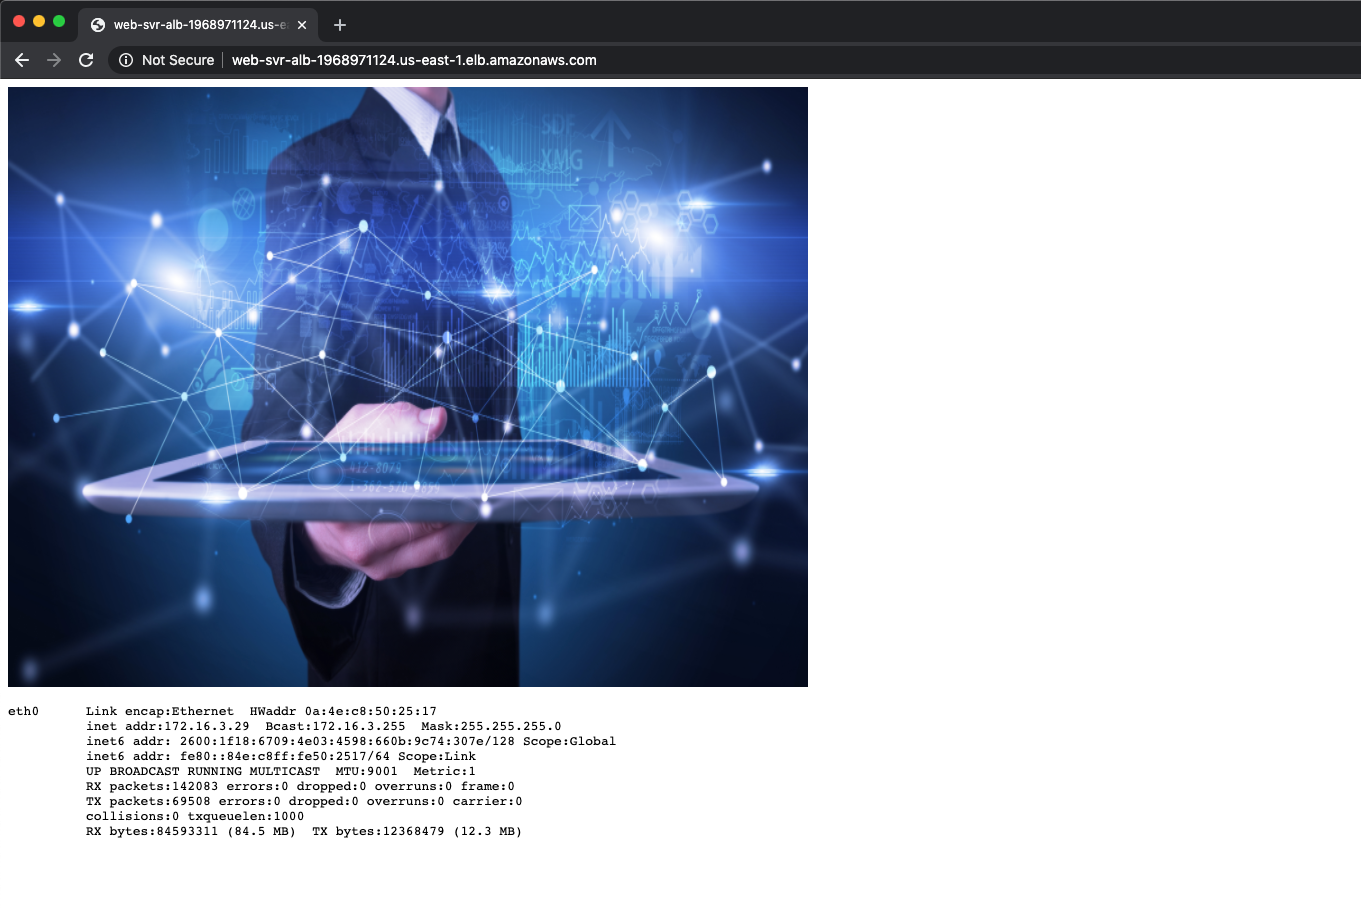 web-svr-alb-1968971124.us-ea
Not Secure
web-svr-alb-1968971124.us-east-1.elb.amazonaws.com
SDF
XMG
412-8079
eth0      Link encap:Ethernet  HWaddr 0a:4e:c8:50:25:17
inet addr:172.16.3.29  Bcast:172.16.3.255  Mask:255.255.255.0
inet6 addr: 2600:1f18:6709:4e03:4598:660b:9c74:307e/128 Scope:Global
inet6 addr: fe80::84e:c8ff:fe50:2517/64 Scope:Link
UP BROADCAST RUNNING MULTICAST  MTU:9001  Metric:1
RX packets:142083 errors:0 dropped:0 overruns:0 frame:0
TX packets:69508 errors:0 dropped:0 overruns:0 carrier:0
collisions:0 txqueuelen:1000
RX bytes:84593311 (84.5 MB)  TX bytes:12368479 (12.3 MB)